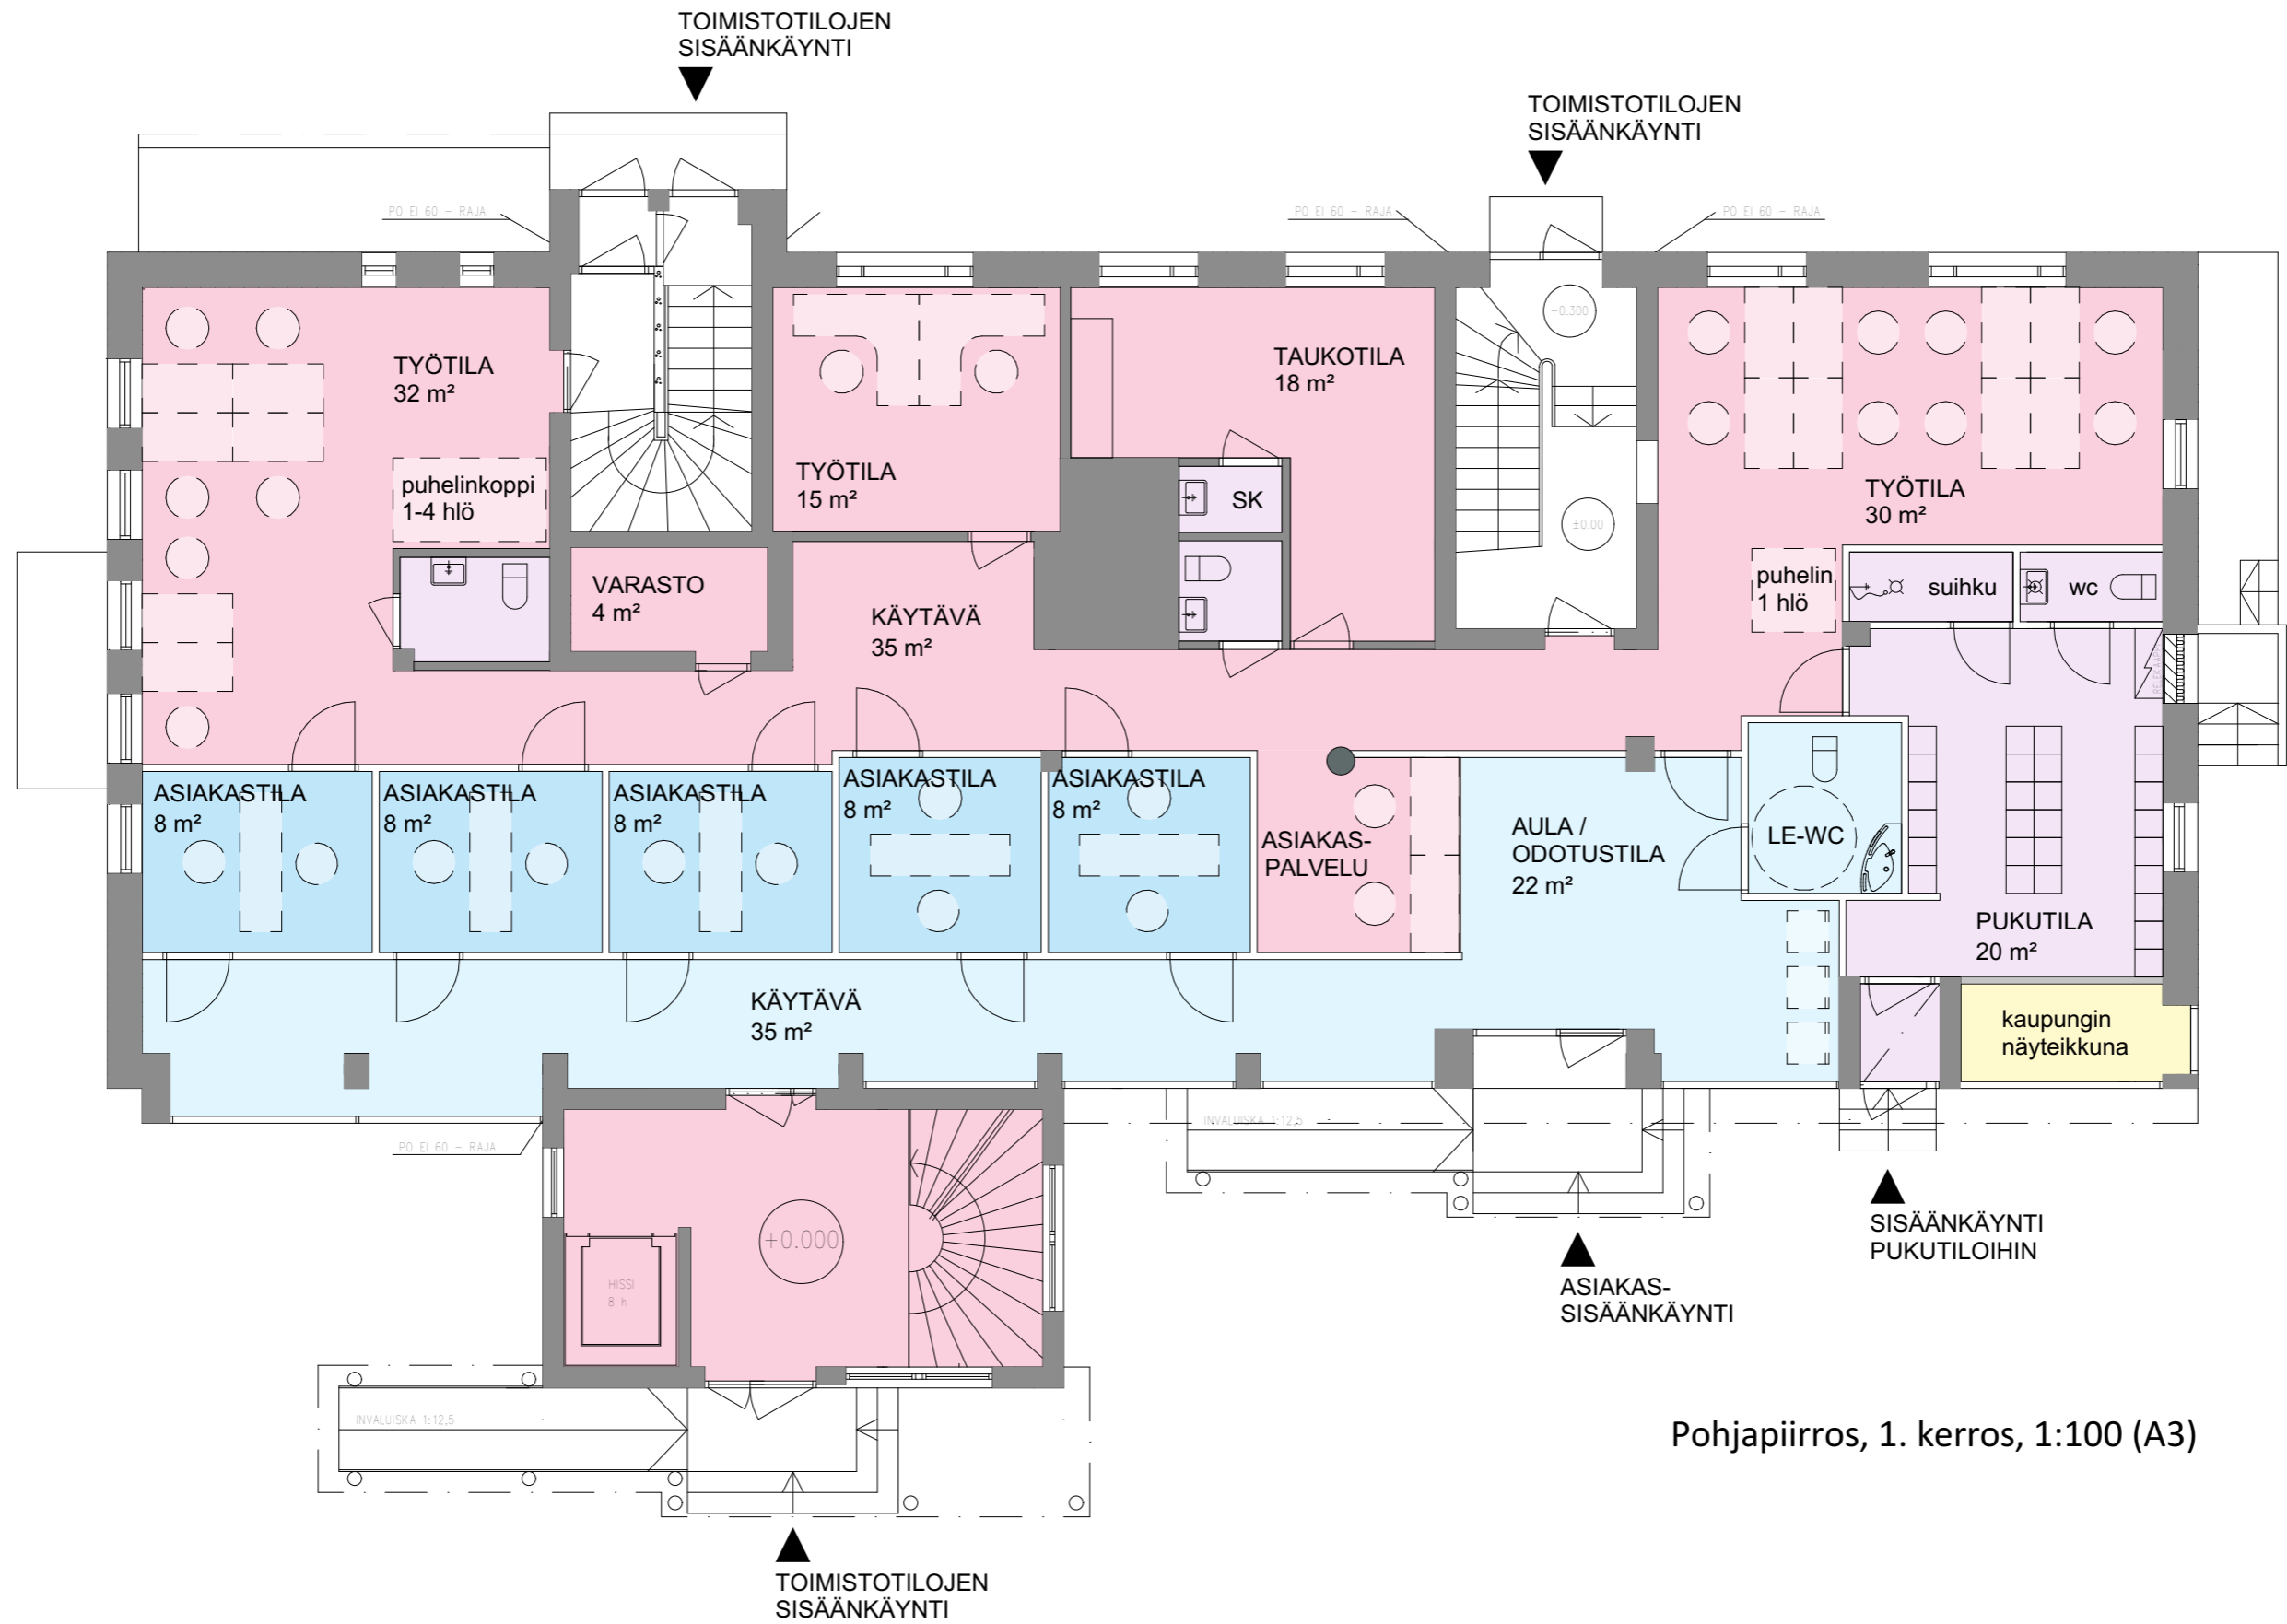 TOIMISTOTILOJEN
SISÄÄNKÄYNTI
TOIMISTOTILOJEN
SISÄÄNKÄYNTI
PO EI 60 - RAJA
PO EI 60 - RAJA
PO EI 60 - RAJA
-0.300
TYÖTILA
32 m²
TAUKOTILA
18 m²
puhelinkoppi
1-4 hlö
TYÖTILA
15 m²
SK
±0.00
TYÖTILA
30 m²
VARASTO
4 m²
KÄYTÄVÄ
35 m²
puhelin
1 hlö
suihku
wc
RELEKAAPPI
ASIAKASTILA
8 m²
ASIAKASTILA
8 m²
ASIAKASTILA
8 m²
ASIAKASTILA
8 m²
ASIAKASTILA
8 m²
ASIAKAS-
PALVELU
AULA /
ODOTUSTILA
22 m²
LE-WC
PUKUTILA
20 m²
KÄYTÄVÄ
35 m²
kaupungin
näyteikkuna
PO EI 60 - RAJA
INVALUISKA 1:12,5
+0.000
HISSI
8 h
SISÄÄNKÄYNTI
PUKUTILOIHIN
ASIAKAS-
SISÄÄNKÄYNTI
INVALUISKA 1:12,5
Pohjapiirros, 1. kerros, 1:100 (A3)
TOIMISTOTILOJEN
SISÄÄNKÄYNTI